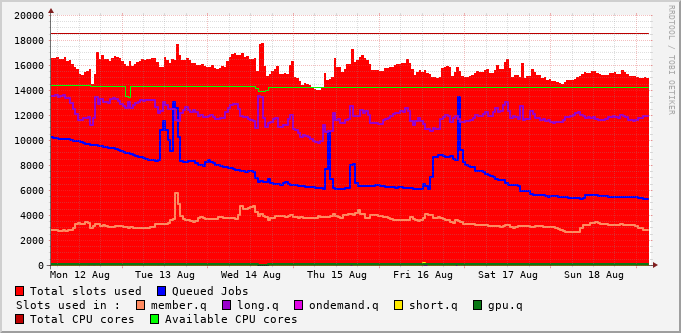 20000
18000
16000
14000
12000
10000
8000
6000
4000
2000
0
Mon 12 Aug Tue 13 Aug Wed 14 Aug Thu 15 Aug Fri 16 Aug Sat 17 Aug Sun 18 Aug
Total slots used Queued Jobs
Slots used in : member.q long.q ondemand.q short.q gpu.q
Total CPU cores Available CPU cores
RRDTOOL / TOBI OETIKER